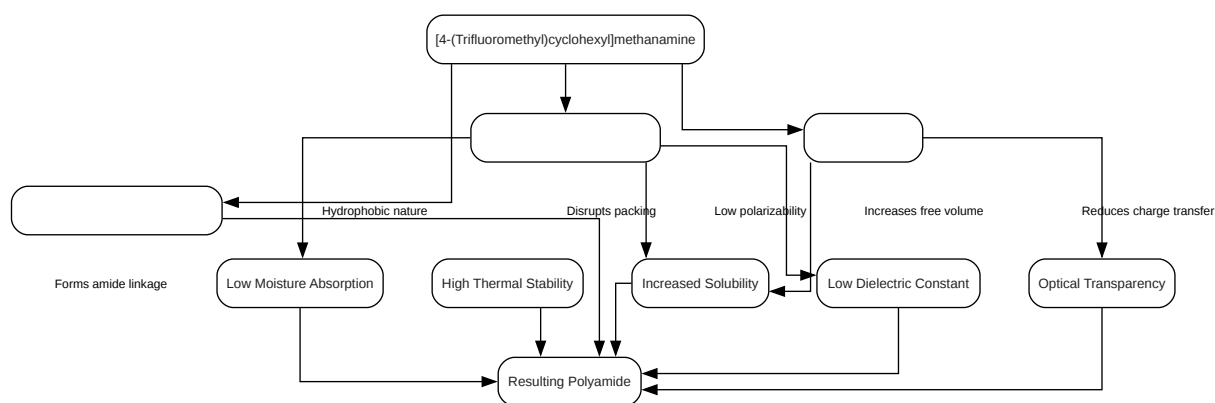 [4-(Trifluoromethyl)cyclohexyl]methanamine
Hydrophobic nature
Disrupts packing
Low polarizability
Increases free volume
Reduces charge transfer
Forms amide linkage
Low Moisture Absorption
High Thermal Stability
Increased Solubility
Low Dielectric Constant
Optical Transparency
Resulting Polyamide